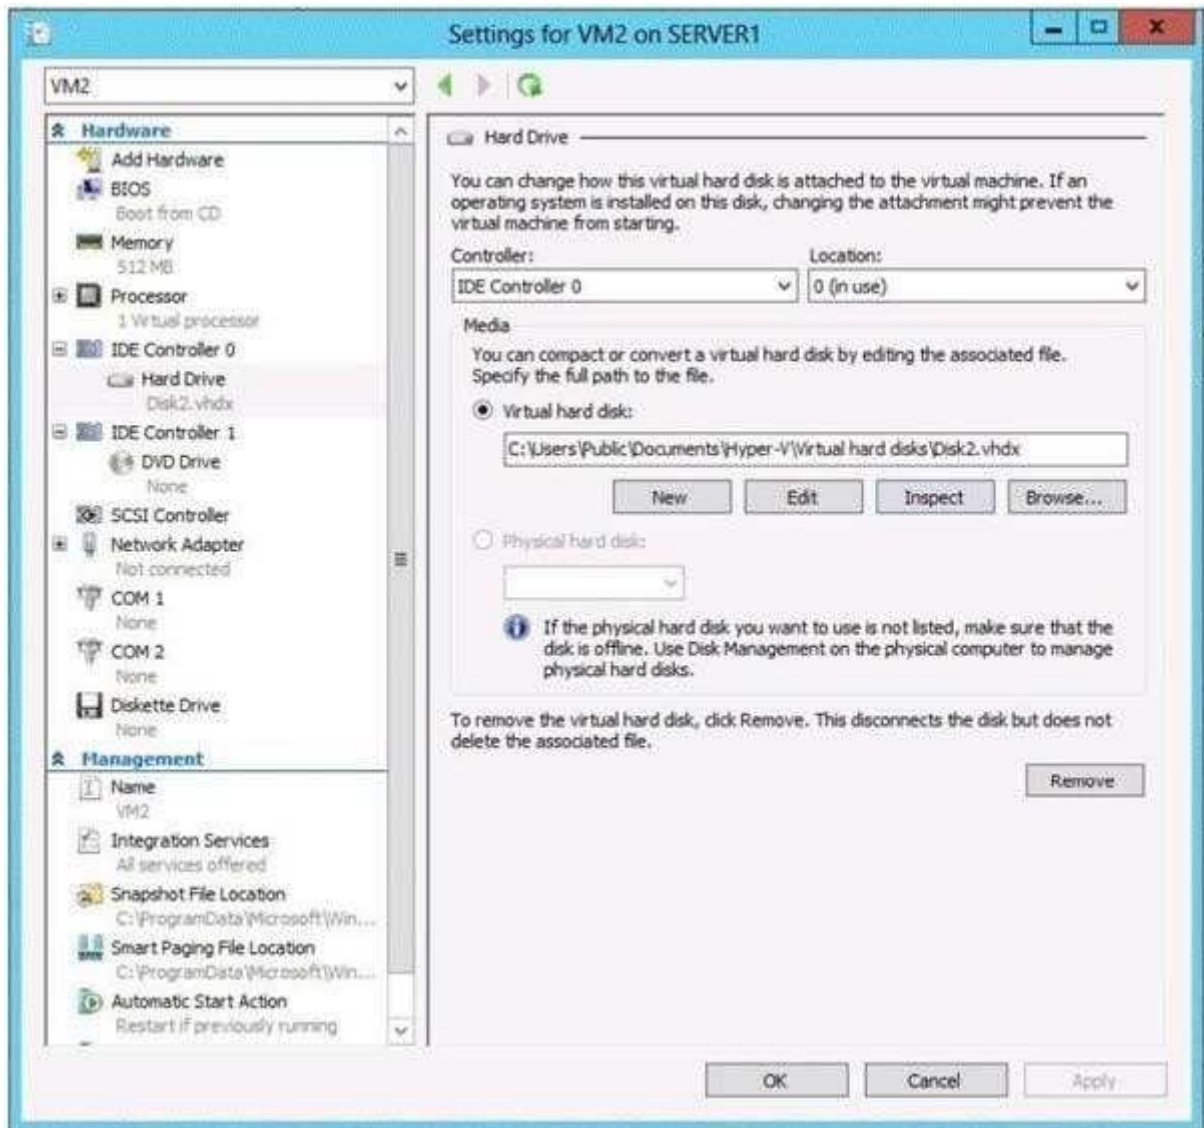 Settings for VM2 on SERVER1
VM2
Hardware
Add Hardware
BIOS
Boot from CD
Memory
512 MB
Processor
1 Virtual processor
IDE Controller 0
Hard Drive
Disk2.vhdx
IDE Controller 1
DVD Drive
None
SCSI Controller
Network Adapter
Not connected
COM 1
None
COM 2
None
Diskette Drive
None
Management
Name
VM2
Integration Services
All services offered
Snapshot File Location
C:\ProgramData\Microsoft\Win...
Smart Paging File Location
C:\ProgramData\Microsoft\Win...
Automatic Start Action
Restart if previously running
Hard Drive
You can change how this virtual hard disk is attached to the virtual machine. If an
operating system is installed on this disk, changing the attachment might prevent the
virtual machine from starting.
Controller:
Location:
IDE Controller 0
0 (in use)
Media
You can compact or convert a virtual hard disk by editing the associated file.
Specify the full path to the file.
Virtual hard disk:
C:\Users\Public\Documents\Hyper-V\Virtual hard disks\Disk2.vhdx
New
Edit
Inspect
Browse...
Physical hard disk:
If the physical hard disk you want to use is not listed, make sure that the
disk is offline. Use Disk Management on the physical computer to manage
physical hard disks.
To remove the virtual hard disk, click Remove. This disconnects the disk but does not
delete the associated file.
Remove
OK
Cancel
Apply